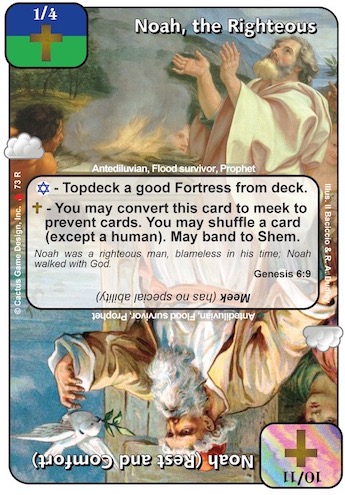 1/4
Noah, the Righteous
Antediluvian, Flood survivor, Prophet
✡ - Topdeck a good Fortress from deck.
✝ - You may convert this card to meek to
prevent cards. You may shuffle a card
(except a human). May band to Shem.
Noah was a righteous man, blameless in his time; Noah
walked with God.
Genesis 6:9
© Cactus Game Design, Inc. 73 R
Illus. Il Baciccio & R. A.
Meek (has no special ability)
Antediluvian, Flood survivor, Prophet
Noah (Rest and Comfort)
10/11